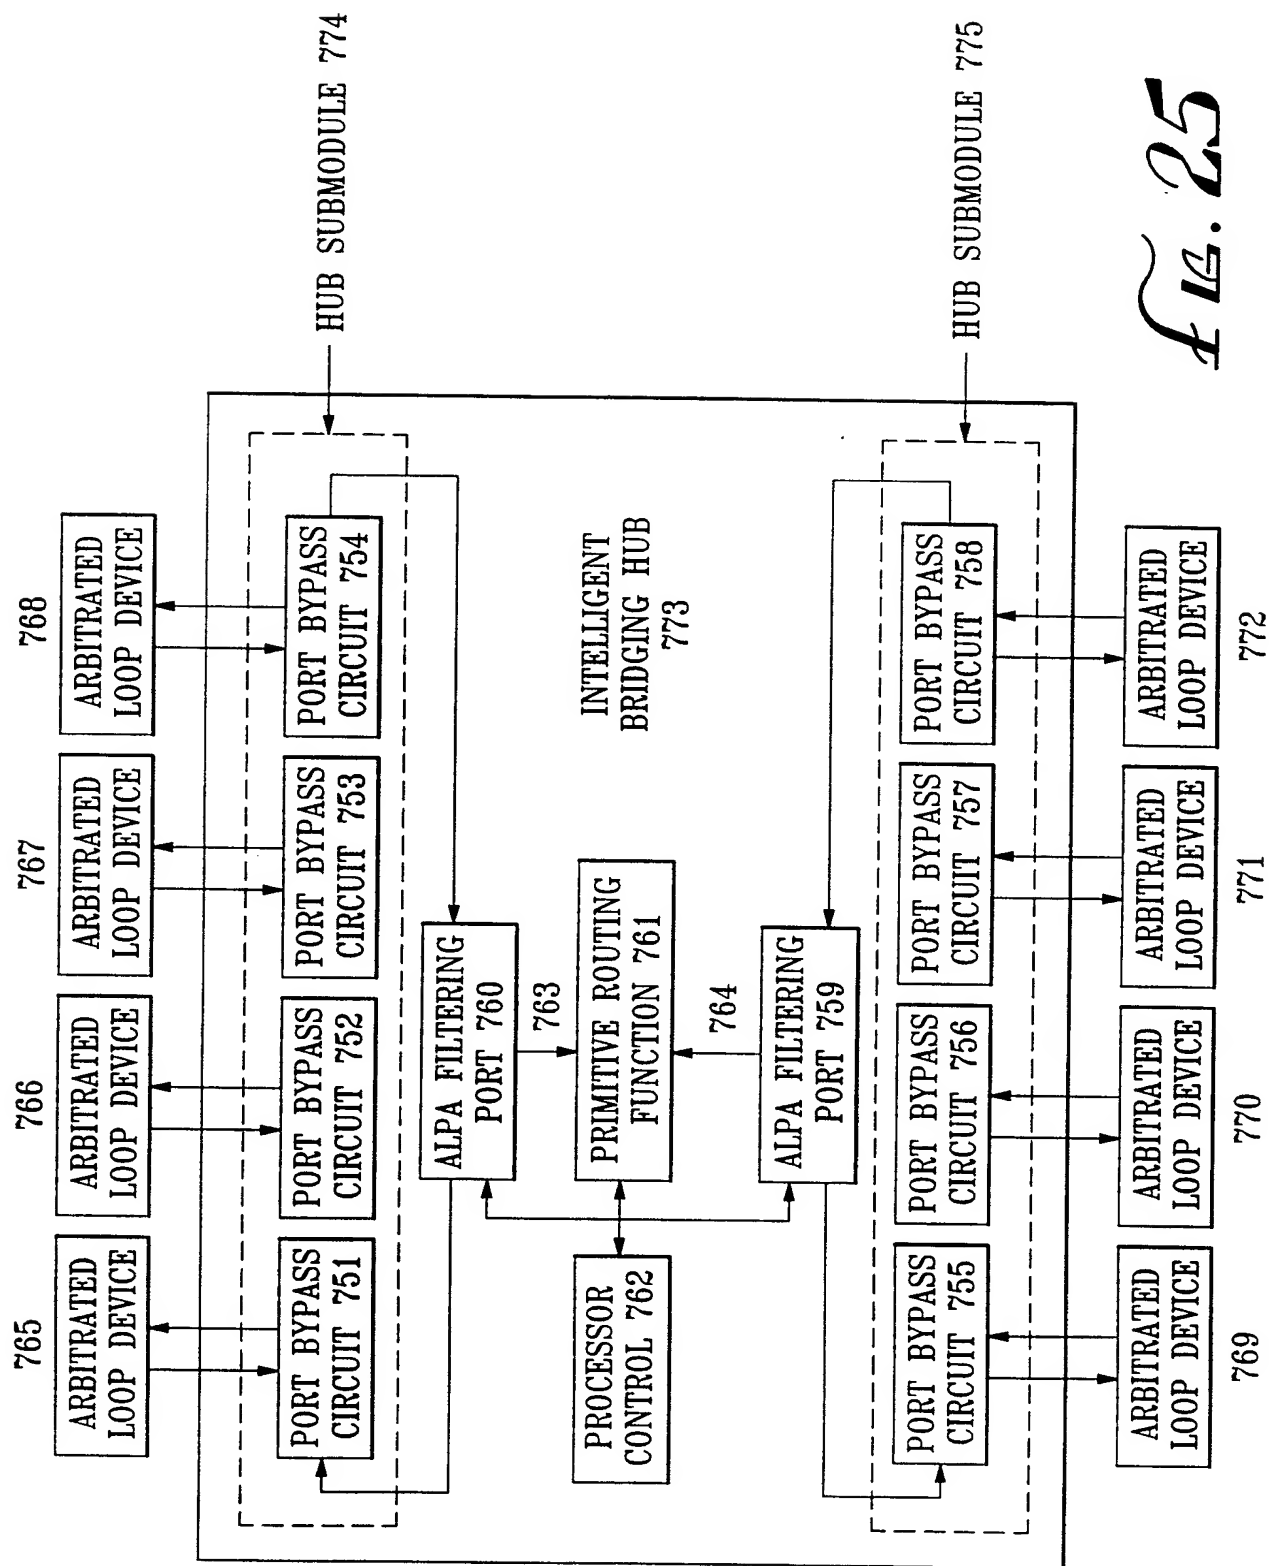 765
766
767
768
ARBITRATED
LOOP DEVICE
ARBITRATED
LOOP DEVICE
ARBITRATED
LOOP DEVICE
ARBITRATED
LOOP DEVICE
HUB SUBMODULE 774
PORT BYPASS
CIRCUIT 751
PORT BYPASS
CIRCUIT 752
PORT BYPASS
CIRCUIT 753
PORT BYPASS
CIRCUIT 754
ALPA FILTERING
PORT 760
763
PROCESSOR
CONTROL 762
PRIMITIVE ROUTING
FUNCTION 761
INTELLIGENT
BRIDGING HUB
773
764
ALPA FILTERING
PORT 759
PORT BYPASS
CIRCUIT 755
PORT BYPASS
CIRCUIT 756
PORT BYPASS
CIRCUIT 757
PORT BYPASS
CIRCUIT 758
HUB SUBMODULE 775
ARBITRATED
LOOP DEVICE
ARBITRATED
LOOP DEVICE
ARBITRATED
LOOP DEVICE
ARBITRATED
LOOP DEVICE
769
770
771
772
FIG. 25